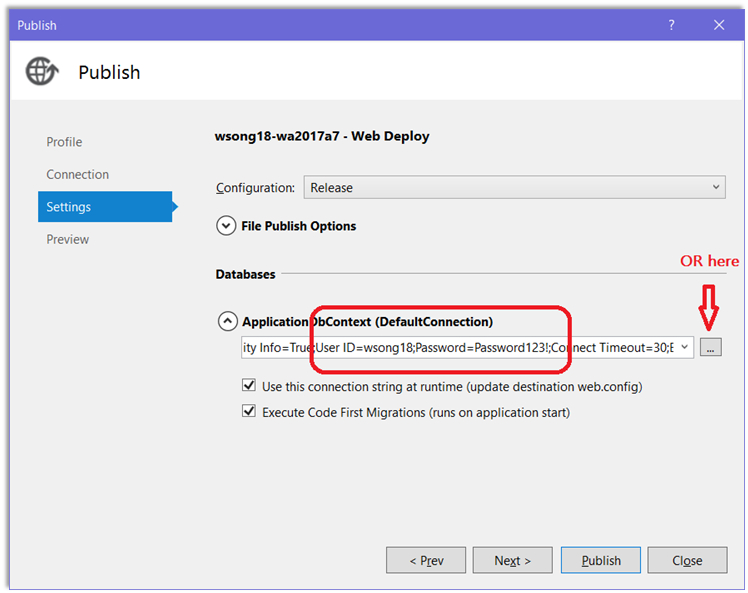 Publish ? ×
Publish
Profile
Connection
Settings
Preview
wsong18-wa2017a7 - Web Deploy
Configuration: Release
File Publish Options
OR here
Databases
ApplicationDbContext (DefaultConnection)
ity Info=True;User ID=wsong18;Password=Password123!;Connect Timeout=30;E ...
Use this connection string at runtime (update destination web.config)
Execute Code First Migrations (runs on application start)
< Prev Next > Publish Close